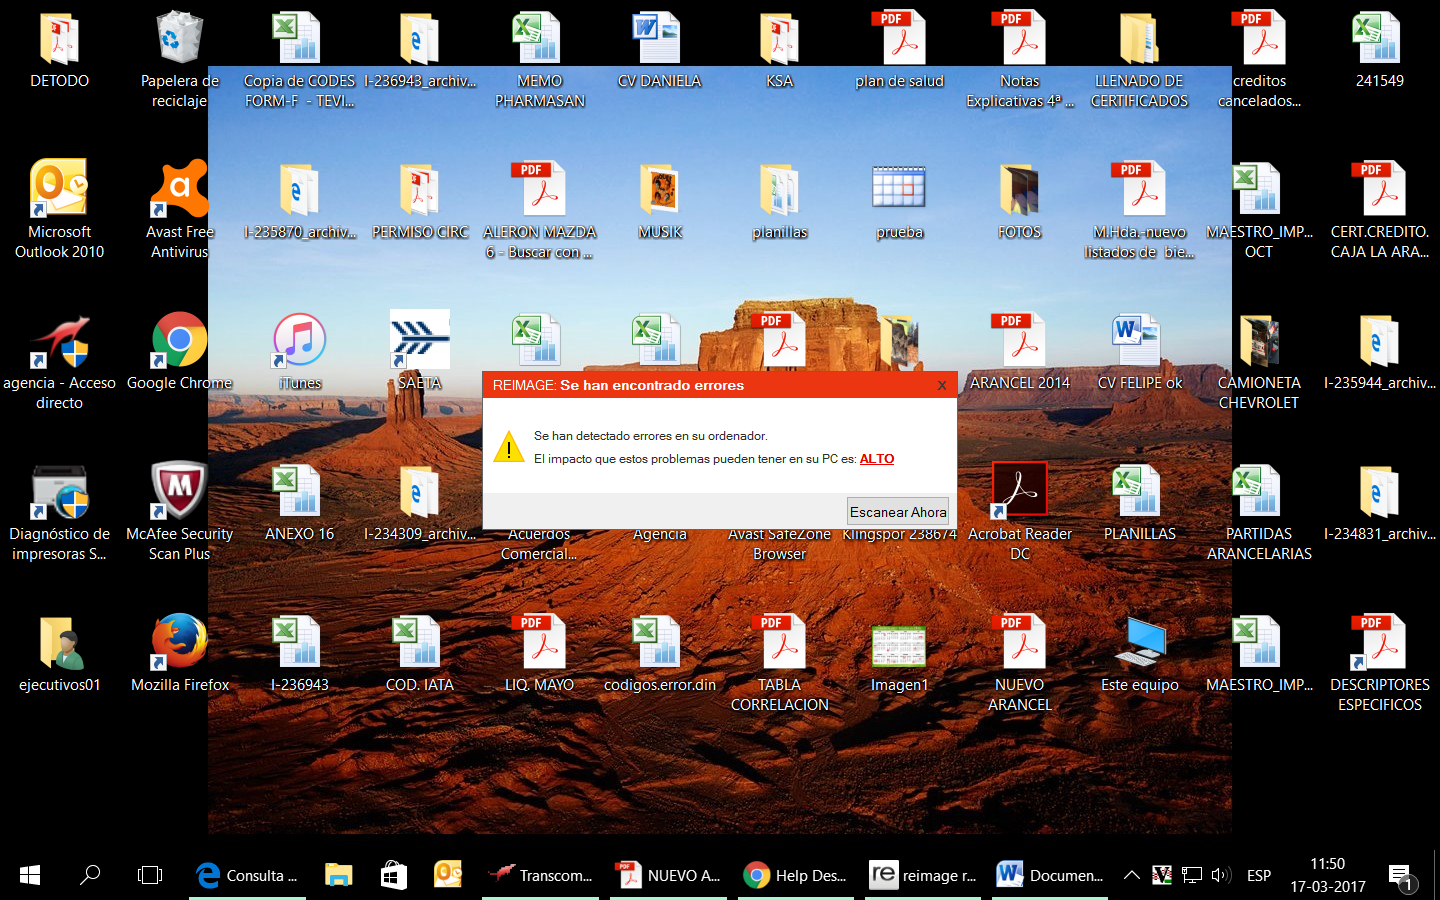 DETODO
Papelera de
reciclaje
Copia de CODES
FORM-F - TEVI...
I-236943_archiv...
MEMO
PHARMASAN
CV DANIELA
KSA
plan de salud
Notas
Explicativas 4ª ...
LLENADO DE
CERTIFICADOS
creditos
cancelados...
241549
Microsoft
Outlook 2010
Avast Free
Antivirus
I-235870_archiv...
PERMISO CIRC
ALERON MAZDA
6 - Buscar con ...
MUSIK
planillas
prueba
FOTOS
M.Hda.-nuevo
listados de bie...
MAESTRO_IMP...
OCT
CERT.CREDITO.
CAJA LA ARA...
agencia - Acceso
directo
Google Chrome
iTunes
SAETA
ARANCEL 2014
CV FELIPE ok
CAMIONETA
CHEVROLET
I-235944_archiv...
REIMAGE: Se han encontrado errores
x
Se han detectado errores en su ordenador.
El impacto que estos problemas pueden tener en su PC es: ALTO
Escanear Ahora
Diagnóstico de
impresoras S...
McAfee Security
Scan Plus
ANEXO 16
I-234309_archiv...
Acuerdos
Comercial...
Agencia
Avast SafeZone
Browser
Klingspor 238674
Acrobat Reader
DC
PLANILLAS
PARTIDAS
ARANCELARIAS
I-234831_archiv...
ejecutivos01
Mozilla Firefox
I-236943
COD. IATA
LIQ. MAYO
codigos.error.din
TABLA
CORRELACION
Imagen1
NUEVO
ARANCEL
Este equipo
MAESTRO_IMP...
DESCRIPTORES
ESPECIFICOS
Consulta ...
Transcom...
NUEVO A...
Help Des...
re
reimage r...
Documen...
ESP
11:50
17-03-2017
1